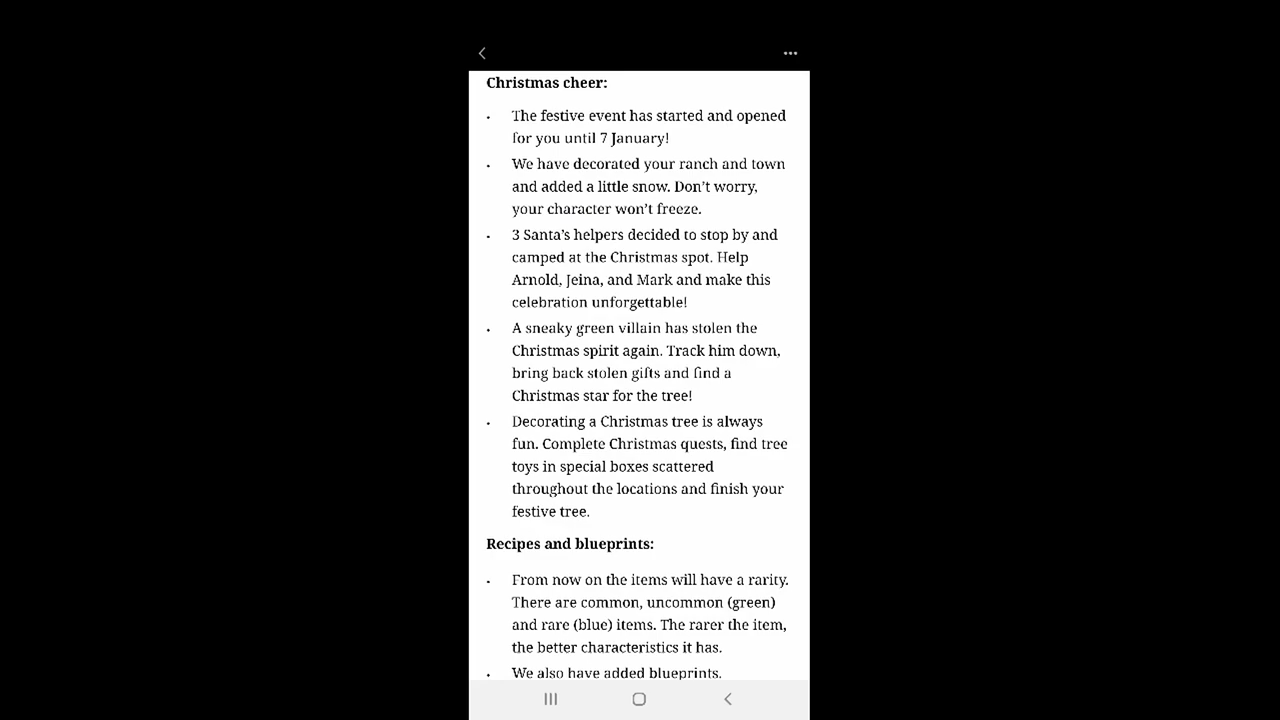 Christmas cheer:
The festive event has started and opened
for you until 7 January!
We have decorated your ranch and town
and added a little snow. Don’t worry,
your character won’t freeze.
3 Santa’s helpers decided to stop by and
camped at the Christmas spot. Help
Arnold, Jeina, and Mark and make this
celebration unforgettable!
A sneaky green villain has stolen the
Christmas spirit again. Track him down,
bring back stolen gifts and find a
Christmas star for the tree!
Decorating a Christmas tree is always
fun. Complete Christmas quests, find tree
toys in special boxes scattered
throughout the locations and finish your
festive tree.
Recipes and blueprints:
From now on the items will have a rarity.
There are common, uncommon (green)
and rare (blue) items. The rarer the item,
the better characteristics it has.
We also have added blueprints.